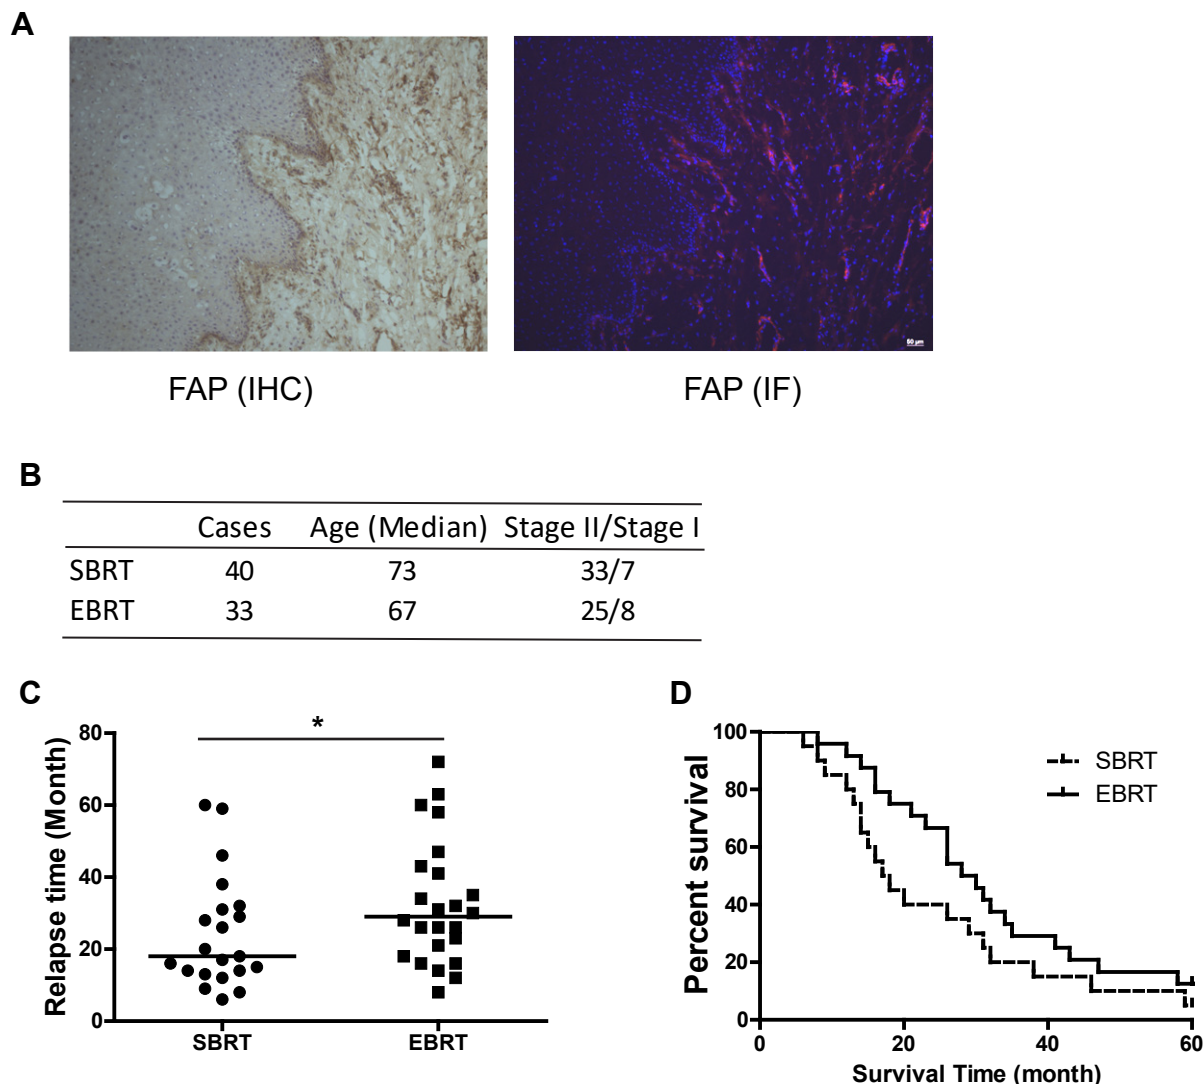 A
50 μm
FAP (IHC) FAP (IF)
B
Cases Age (Median) Stage II/Stage I
SBRT 40 73 33/7
EBRT 33 67 25/8
C
*
Relapse time (Month)
80
60
40
20
0
SBRT EBRT
D
Percent survival
100
80
60
40
20
0
SBRT
EBRT
0 20 40 60
Survival Time (month)